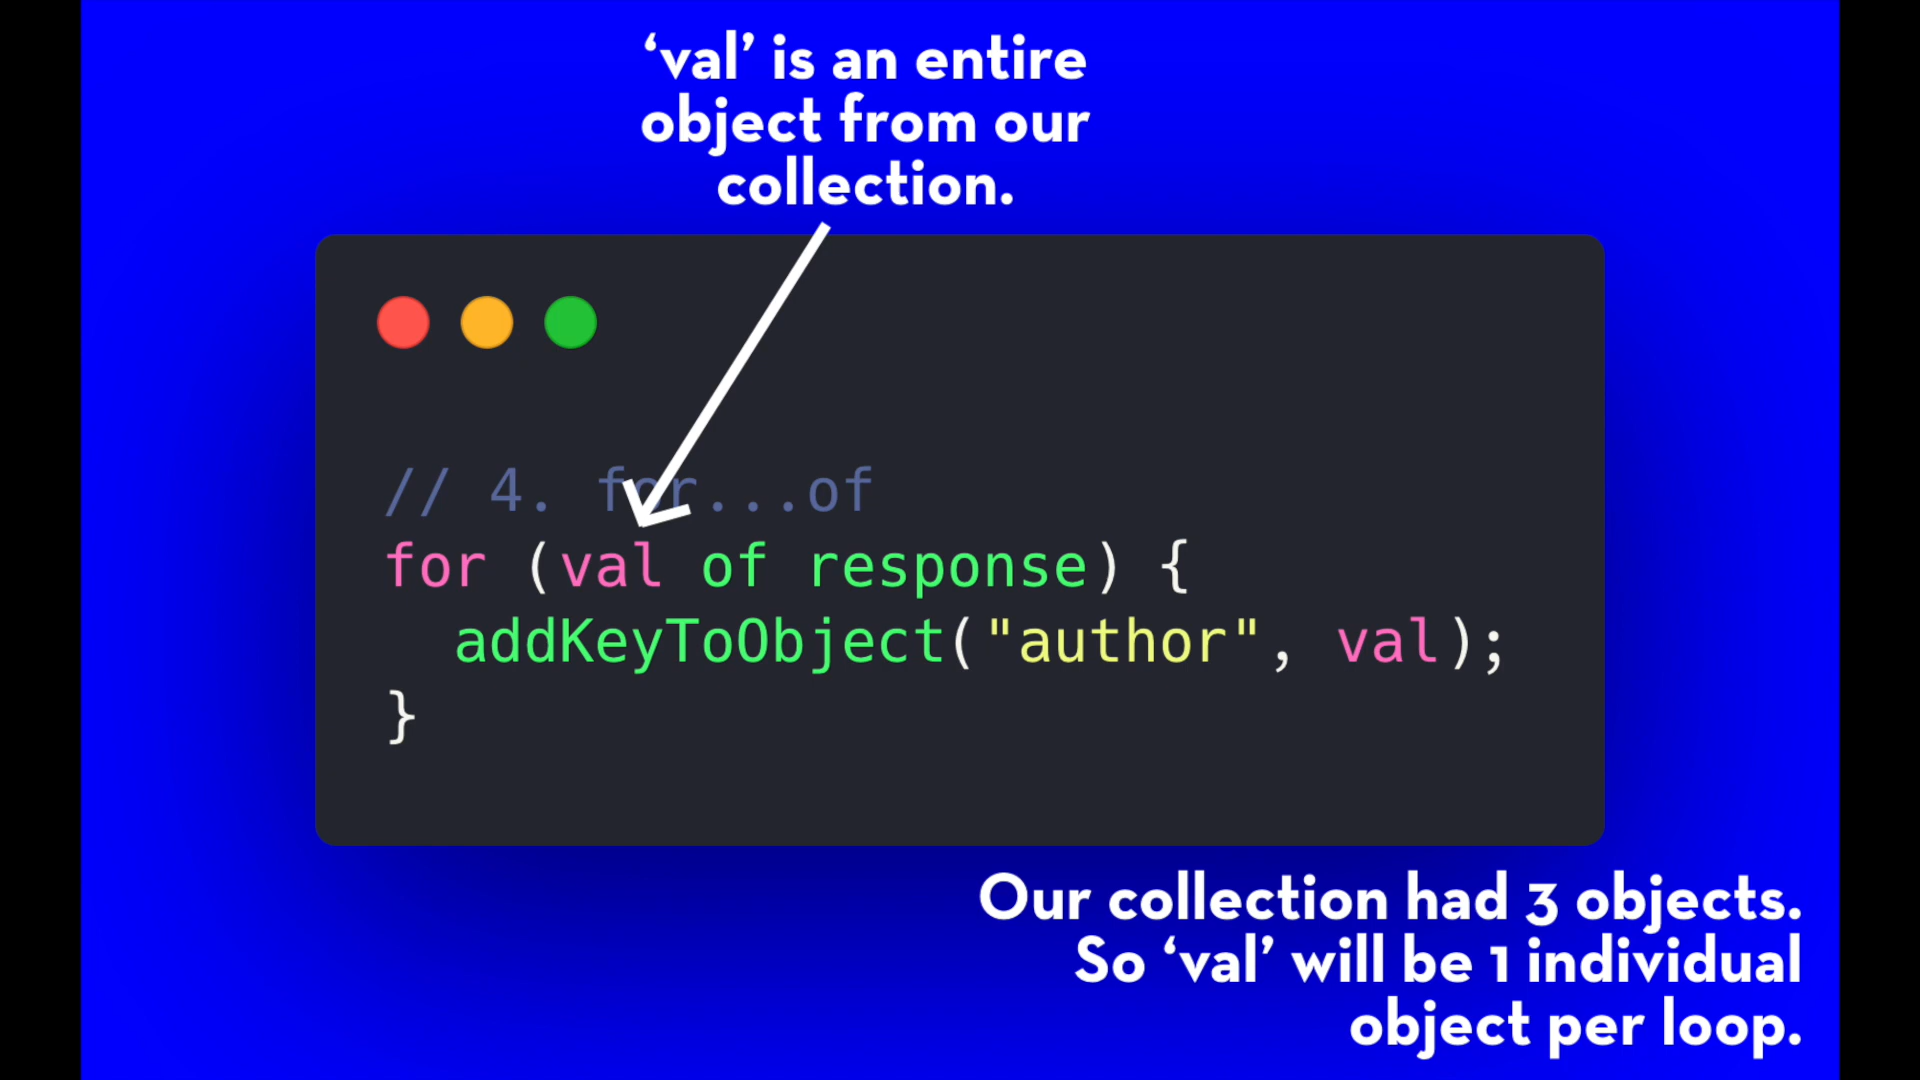 ‘val’ is an entire
object from our
collection.
// 4. for...of
for (val of response) {
  addKeyToObject("author", val);
}
Our collection had 3 objects.
So ‘val’ will be 1 individual
object per loop.